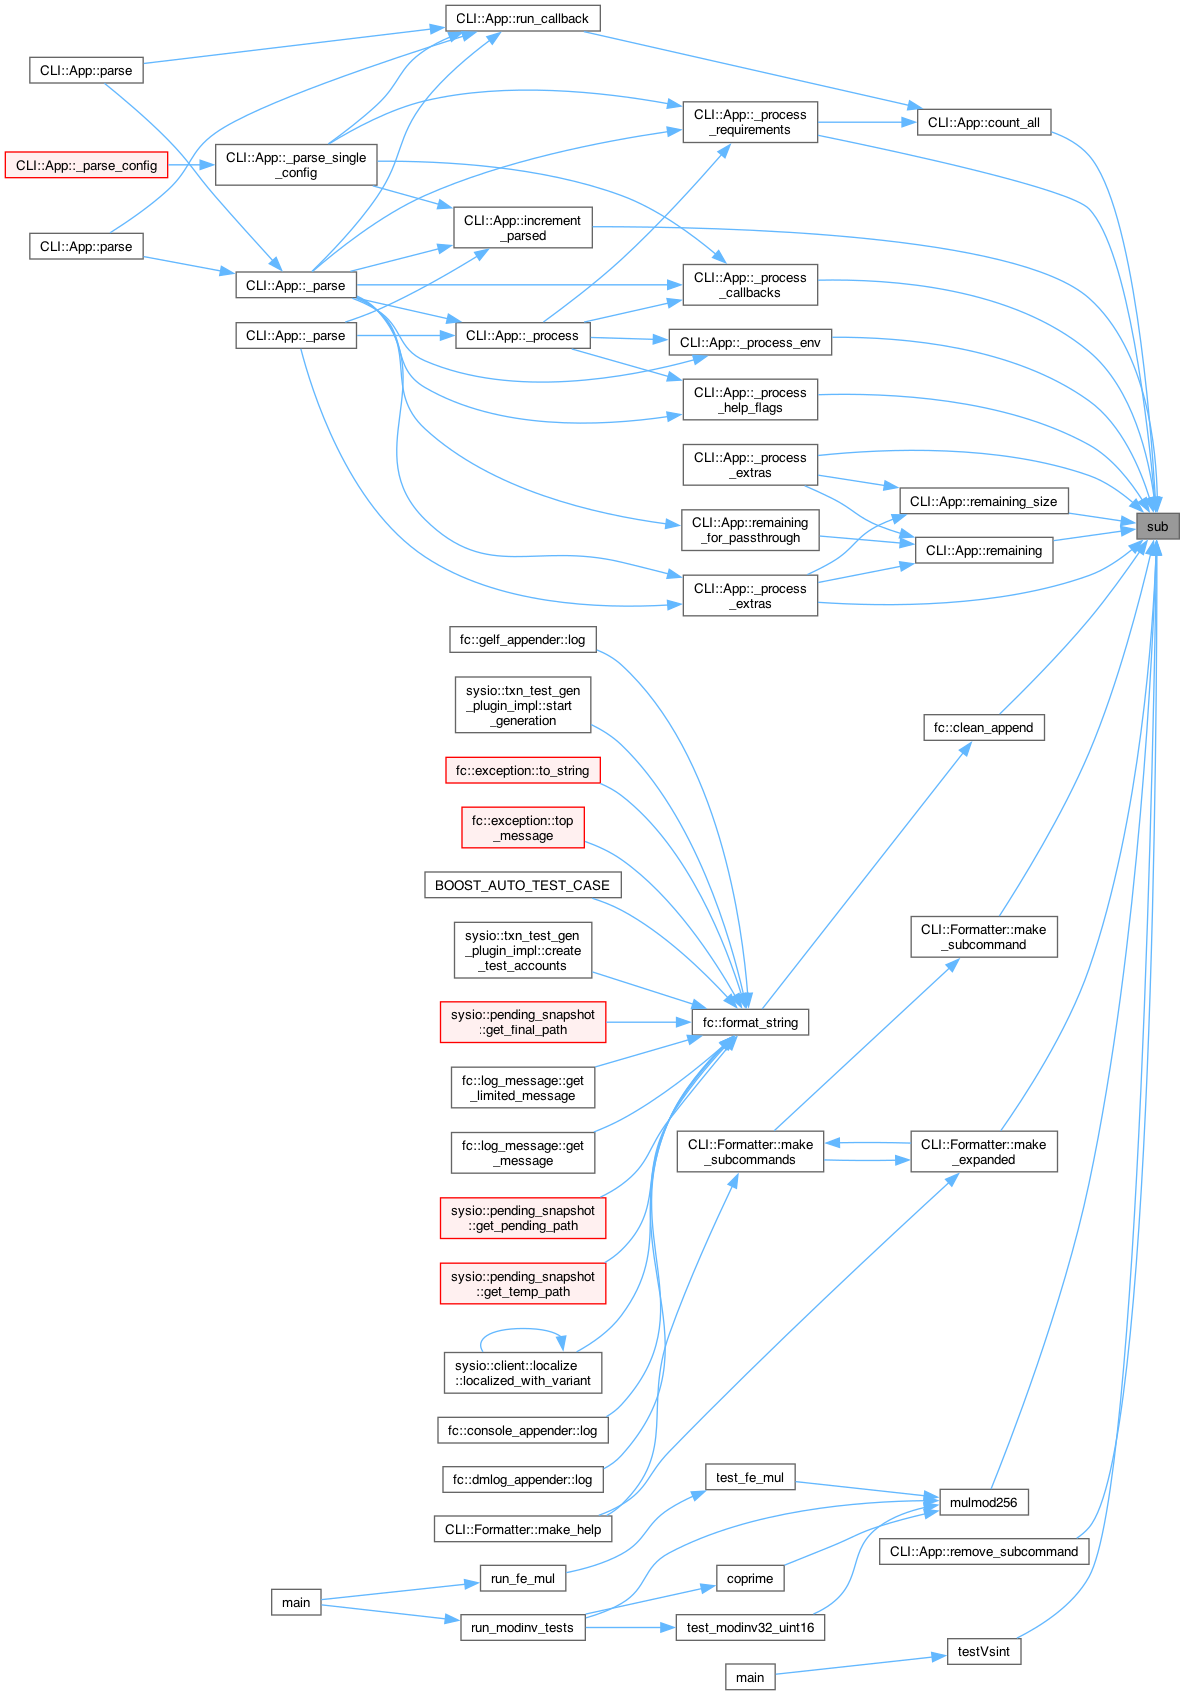 CLI::App::run_callback
CLI::App::parse
CLI::App::_process
_requirements
CLI::App::count_all
CLI::App::_parse_config
CLI::App::_parse_single
_config
CLI::App::increment
_parsed
CLI::App::parse
CLI::App::_parse
CLI::App::_process
_callbacks
CLI::App::_parse
CLI::App::_process
CLI::App::_process_env
CLI::App::_process
_help_flags
CLI::App::_process
_extras
CLI::App::remaining_size
CLI::App::remaining
_for_passthrough
sub
CLI::App::remaining
CLI::App::_process
_extras
fc::gelf_appender::log
sysio::txn_test_gen
_plugin_impl::start
_generation
fc::clean_append
fc::exception::to_string
fc::exception::top
_message
BOOST_AUTO_TEST_CASE
sysio::txn_test_gen
_plugin_impl::create
_test_accounts
CLI::Formatter::make
_subcommand
sysio::pending_snapshot
::get_final_path
fc::format_string
fc::log_message::get
_limited_message
fc::log_message::get
_message
CLI::Formatter::make
_subcommands
CLI::Formatter::make
_expanded
sysio::pending_snapshot
::get_pending_path
sysio::pending_snapshot
::get_temp_path
sysio::client::localize
::localized_with_variant
fc::console_appender::log
fc::dmlog_appender::log
test_fe_mul
mulmod256
CLI::Formatter::make_help
CLI::App::remove_subcommand
run_fe_mul
coprime
main
run_modinv_tests
test_modinv32_uint16
testVsint
main